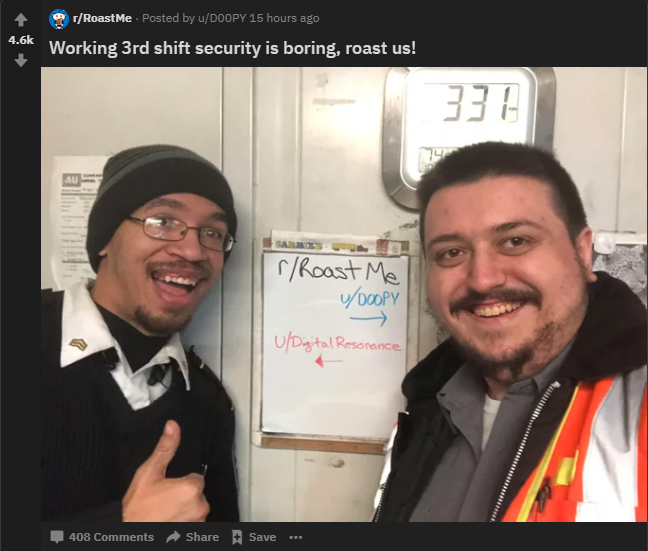 r/RoastMe · Posted by u/D00PY 15 hours ago
4.6k
Working 3rd shift security is boring, roast us!
331
AU
r/Roast Me
u/DOOPY
U/Digital Resonance
408 Comments Share Save